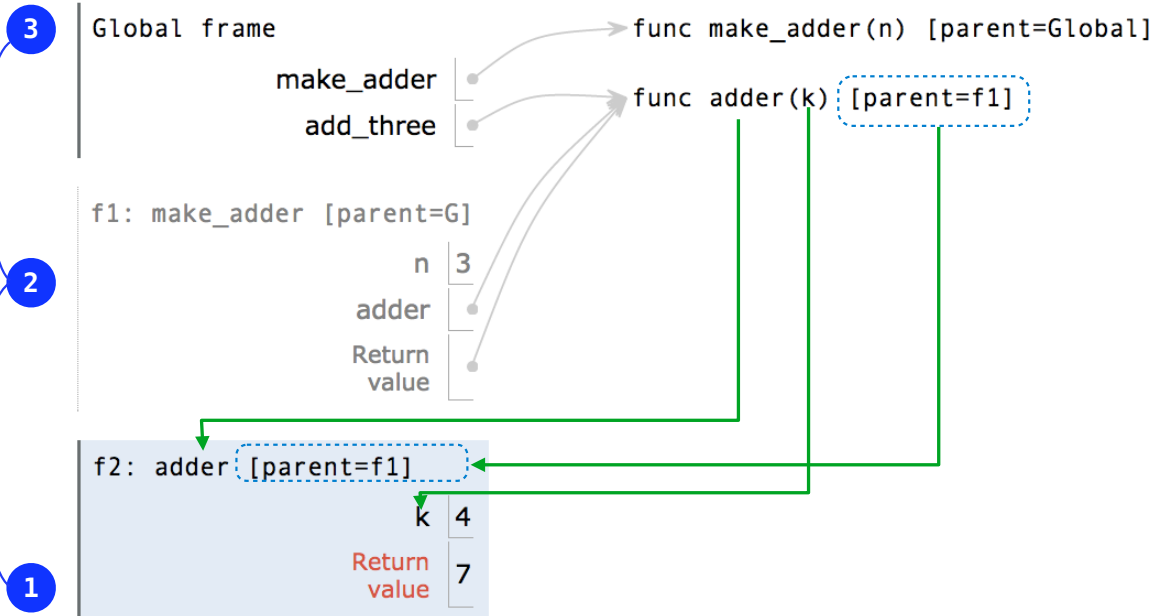 3
Global frame
func make_adder(n) [parent=Global]
make_adder
add_three
func adder(k) [parent=f1]
2
f1: make_adder [parent=G]
n 3
adder
Return
value
f2: adder [parent=f1]
k 4
Return
value 7
1